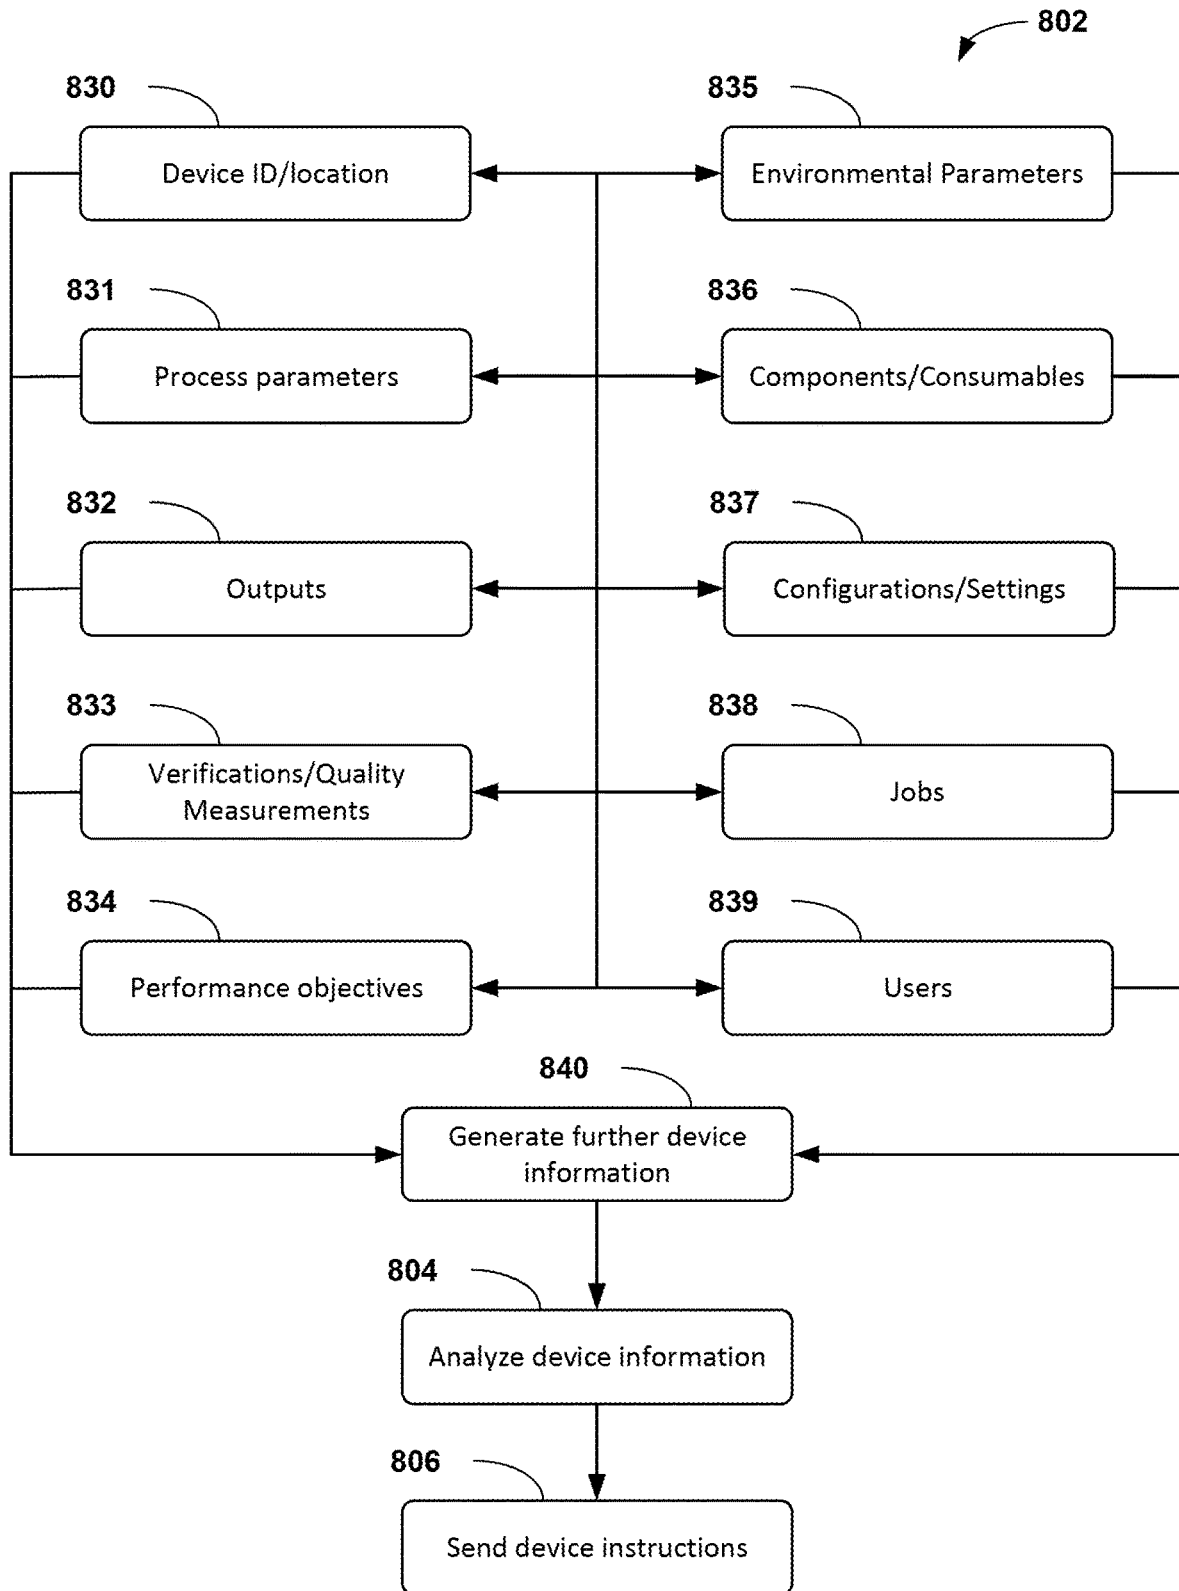 802
830
835
Device ID/location
Environmental Parameters
831
836
Process parameters
Components/Consumables
832
837
Outputs
Configurations/Settings
833
838
Verifications/Quality
Measurements
Jobs
834
839
Performance objectives
Users
840
Generate further device
information
804
Analyze device information
806
Send device instructions